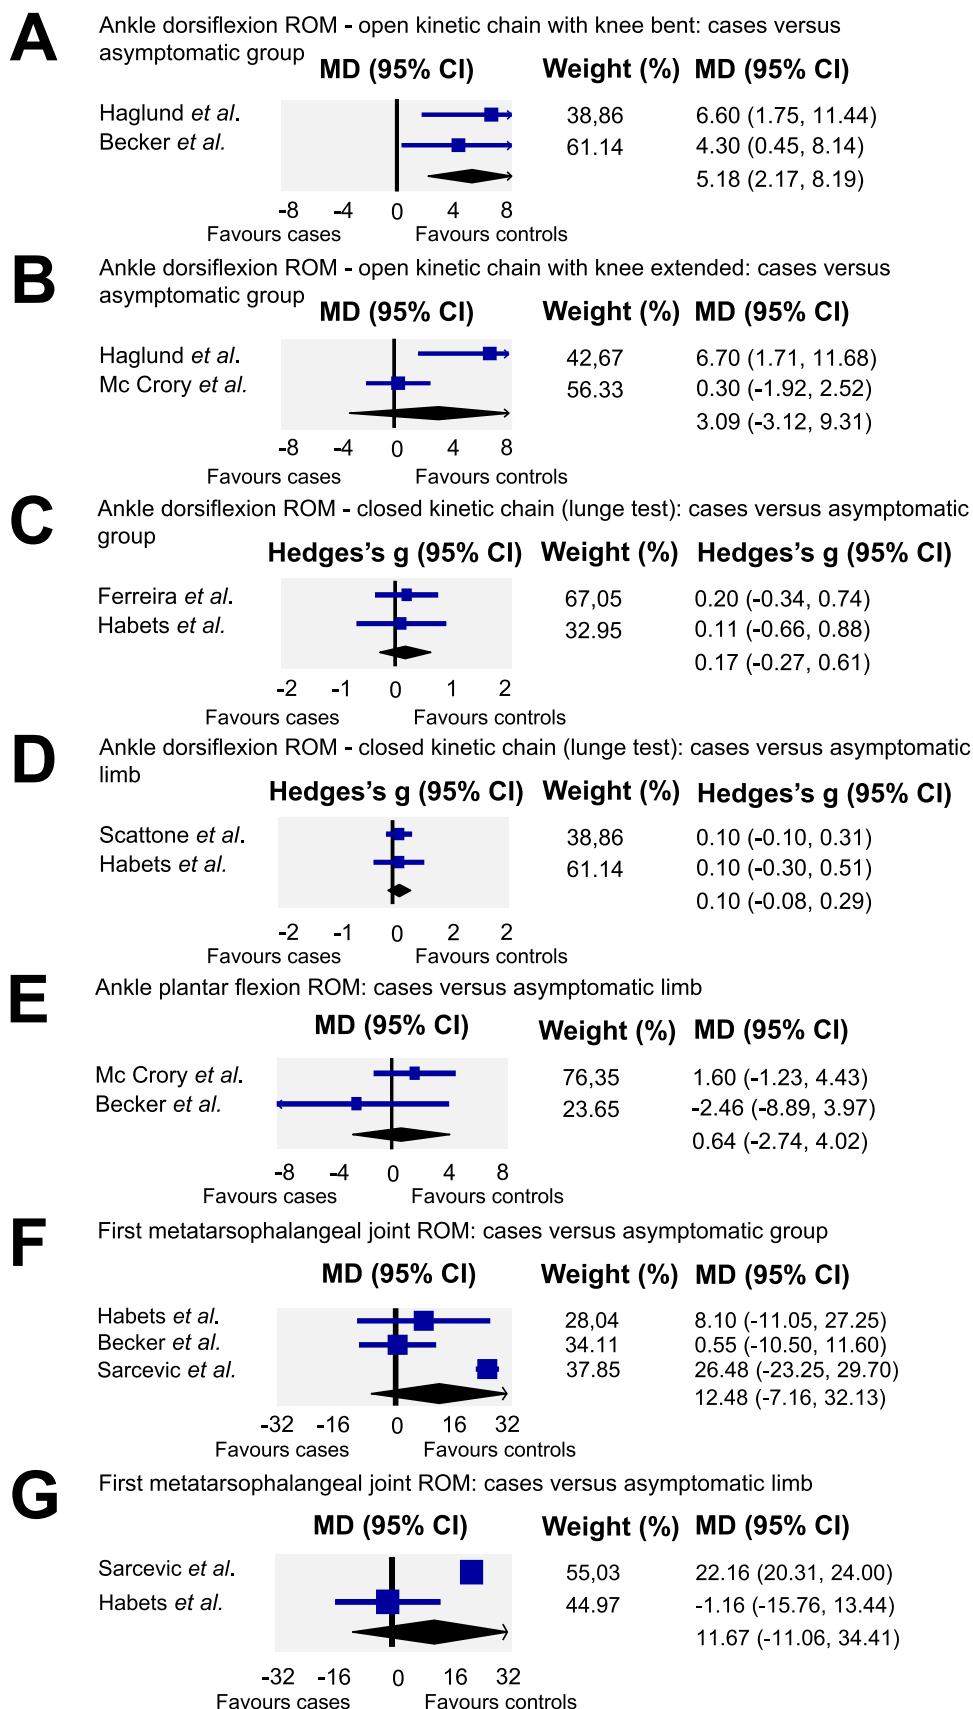 A
Ankle dorsiflexion ROM - open kinetic chain with knee bent: cases versus
asymptomatic group
MD (95% CI) Weight (%) MD (95% CI)
Haglund et al. 38,86 6.60 (1.75, 11.44)
Becker et al. 61.14 4.30 (0.45, 8.14)
5.18 (2.17, 8.19)
-8 -4 0 4 8
Favours cases Favours controls
B
Ankle dorsiflexion ROM - open kinetic chain with knee extended: cases versus
asymptomatic group
MD (95% CI) Weight (%) MD (95% CI)
Haglund et al. 42,67 6.70 (1.71, 11.68)
Mc Crory et al. 56.33 0.30 (-1.92, 2.52)
3.09 (-3.12, 9.31)
-8 -4 0 4 8
Favours cases Favours controls
C
Ankle dorsiflexion ROM - closed kinetic chain (lunge test): cases versus asymptomatic
group
Hedges's g (95% CI) Weight (%) Hedges's g (95% CI)
Ferreira et al. 67,05 0.20 (-0.34, 0.74)
Habets et al. 32.95 0.11 (-0.66, 0.88)
0.17 (-0.27, 0.61)
-2 -1 0 1 2
Favours cases Favours controls
D
Ankle dorsiflexion ROM - closed kinetic chain (lunge test): cases versus asymptomatic
limb
Hedges's g (95% CI) Weight (%) Hedges's g (95% CI)
Scattone et al. 38,86 0.10 (-0.10, 0.31)
Habets et al. 61.14 0.10 (-0.30, 0.51)
0.10 (-0.08, 0.29)
-2 -1 0 2 2
Favours cases Favours controls
E
Ankle plantar flexion ROM: cases versus asymptomatic limb
MD (95% CI) Weight (%) MD (95% CI)
Mc Crory et al. 76,35 1.60 (-1.23, 4.43)
Becker et al. 23.65 -2.46 (-8.89, 3.97)
0.64 (-2.74, 4.02)
-8 -4 0 4 8
Favours cases Favours controls
F
First metatarsophalangeal joint ROM: cases versus asymptomatic group
MD (95% CI) Weight (%) MD (95% CI)
Habets et al. 28,04 8.10 (-11.05, 27.25)
Becker et al. 34.11 0.55 (-10.50, 11.60)
Sarcevic et al. 37.85 26.48 (-23.25, 29.70)
12.48 (-7.16, 32.13)
-32 -16 0 16 32
Favours cases Favours controls
G
First metatarsophalangeal joint ROM: cases versus asymptomatic limb
MD (95% CI) Weight (%) MD (95% CI)
Sarcevic et al. 55,03 22.16 (20.31, 24.00)
Habets et al. 44.97 -1.16 (-15.76, 13.44)
11.67 (-11.06, 34.41)
-32 -16 0 16 32
Favours cases Favours controls